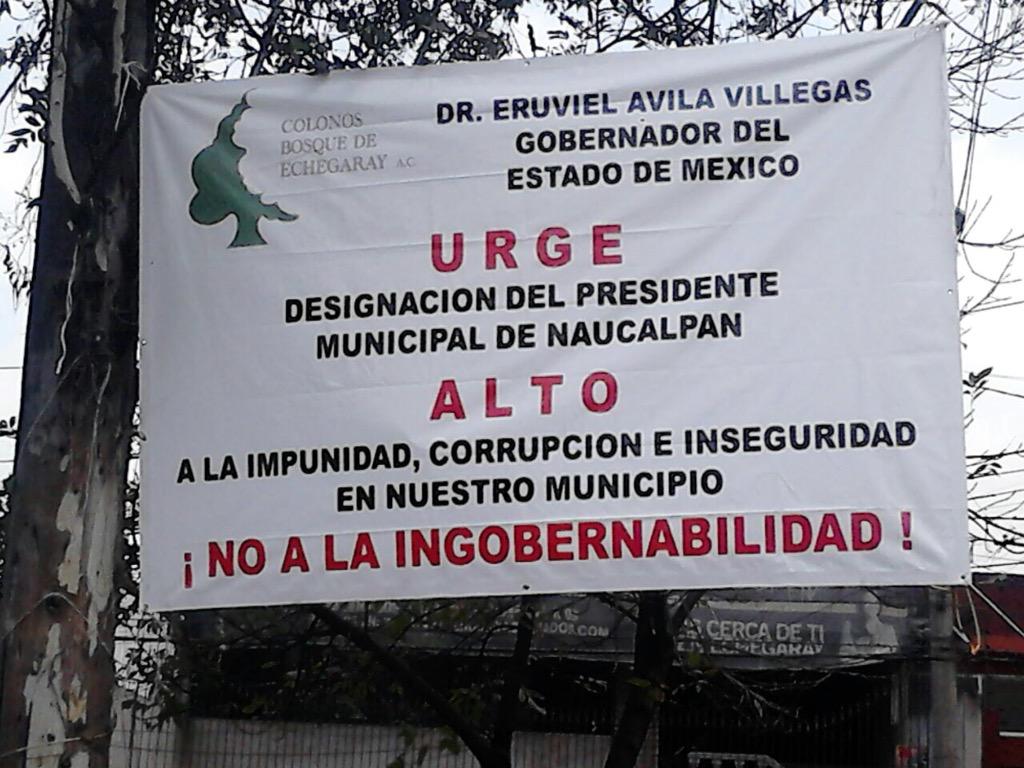 COLONOS
BOSQUE DE
ECHEGARAY A.C.
DR. ERUVIEL AVILA VILLEGAS
GOBERNADOR DEL
ESTADO DE MEXICO
URGE
DESIGNACION DEL PRESIDENTE
MUNICIPAL DE NAUCALPAN
ALTO
A LA IMPUNIDAD, CORRUPCION E INSEGURIDAD
EN NUESTRO MUNICIPIO
¡ NO A LA INGOBERNABILIDAD !
CERCA DE TI
ECHEGARAY